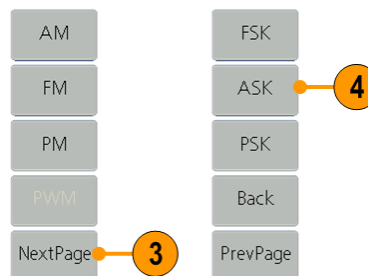 AM
FM
PM
PWM
NextPage
3
FSK
ASK
4
PSK
Back
PrevPage